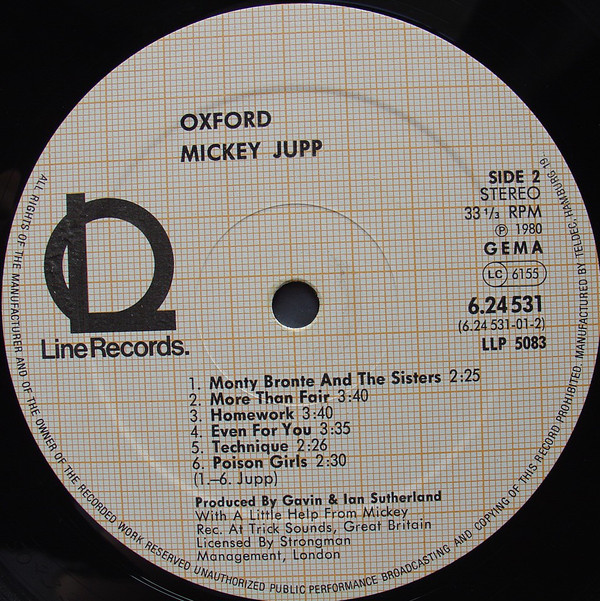 OXFORD
MICKEY JUPP
SIDE 2
STEREO
33 1/3 RPM
Ⓟ 1980
GEMA
LC 6155
6.24 531
(6.24 531-01-2)
LLP 5083
LineRecords.
1. Monty Bronte And The Sisters 2:25
2. More Than Fair 3:40
3. Homework 3:40
4. Even For You 3:35
5. Technique 2:26
6. Poison Girls 2:30
(1.–6. Jupp)
Produced By Gavin & Ian Sutherland
With A Little Help From Mickey
Rec. At Trick Sounds, Great Britain
Licensed By Strongman
Management, London
ALL RIGHTS OF THE MANUFACTURER AND OF THE OWNER OF THE RECORDED WORK RESERVED UNAUTHORIZED PUBLIC PERFORMANCE BROADCASTING AND COPYING OF THIS RECORD PROHIBITED. MANUFACTURED BY TELDEC, HAMBURG 19